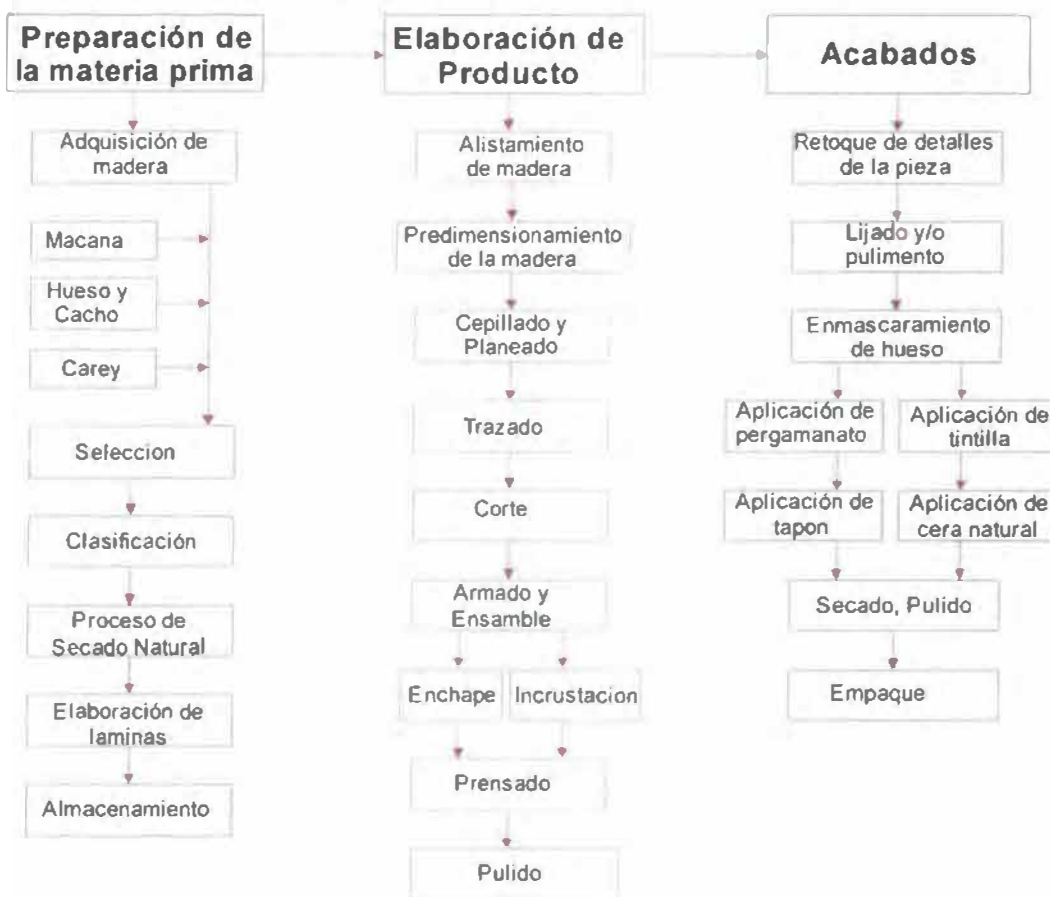 Preparación de
la materia prima
Adquisición de
madera
Macana
Hueso y
Cacho
Carey
Seleccion
Clasificación
Proceso de
Secado Natural
Elaboración de
laminas
Almacenamiento
Elaboración de
Producto
Alistamiento
de madera
Predimensionamiento
de la madera
Cepillado y
Planeado
Trazado
Corte
Armado y
Ensamble
Enchape
Incrustacion
Prensado
Pulido
Acabados
Retoque de detalles
de la pieza
Lijado y/o
pulimento
Enmascaramiento
de hueso
Aplicación de
pergamanato
Aplicación de
tintilla
Aplicación de
tapon
Aplicación de
cera natural
Secado, Pulido
Empaque